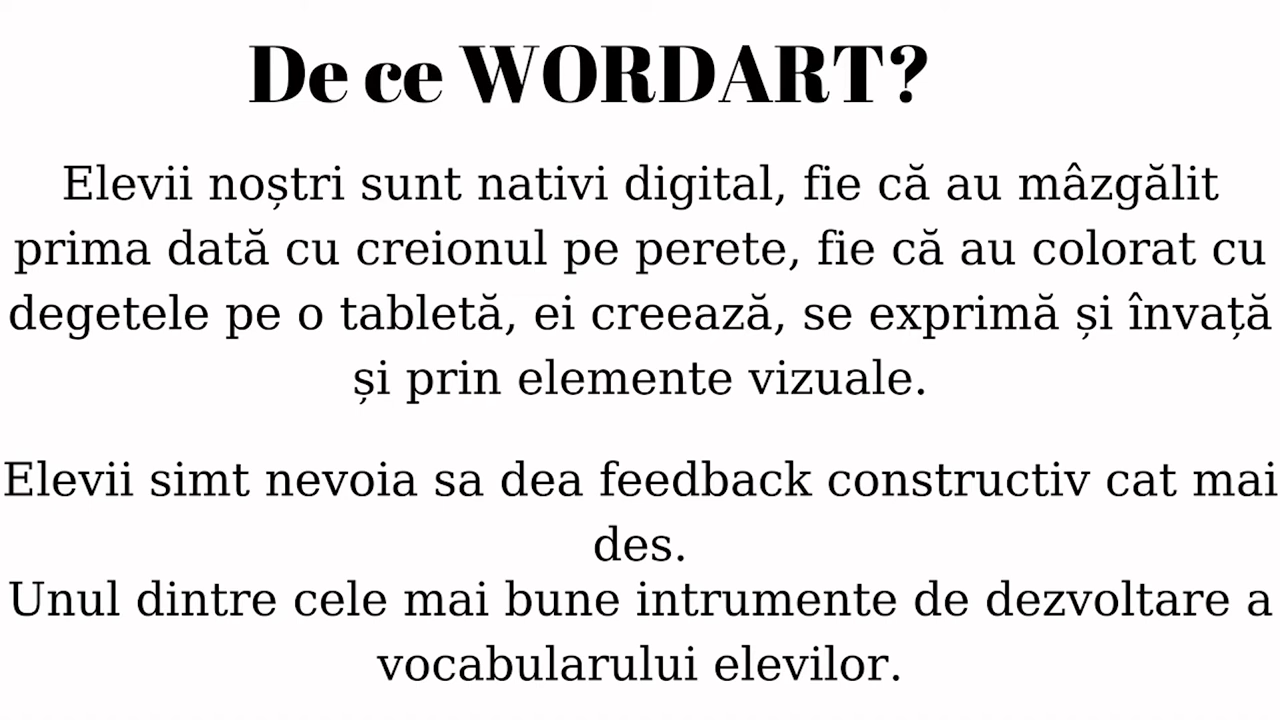 De ce WORDART?
Elevii noștri sunt nativi digital, fie că au mâzgălit
prima dată cu creionul pe perete, fie că au colorat cu
degetele pe o tabletă, ei creează, se exprimă și învață
și prin elemente vizuale.
Elevii simt nevoia sa dea feedback constructiv cat mai
des.
Unul dintre cele mai bune intrumente de dezvoltare a
vocabularului elevilor.